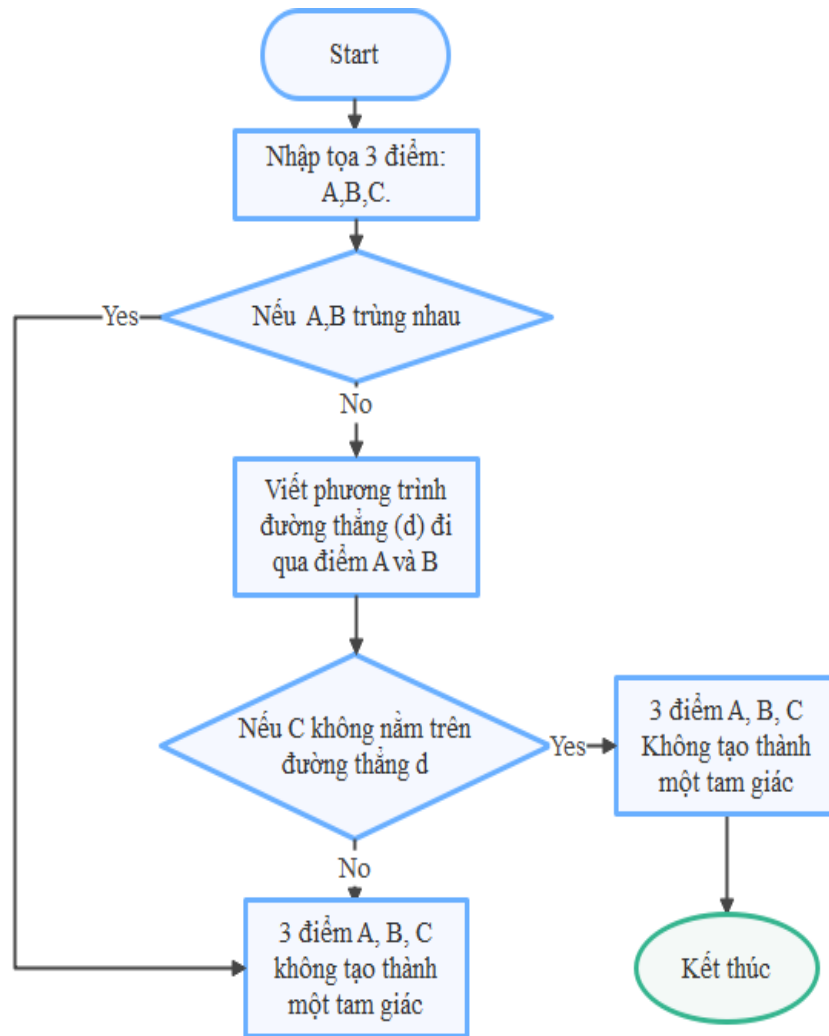 Start
Nhập tọa 3 điểm:
A,B,C.
Nếu A,B trùng nhau
Yes
No
Viết phương trình
đường thẳng (d) đi
qua điểm A và B
Nếu C không nằm trên
đường thẳng d
Yes
3 điểm A, B, C
Không tạo thành
một tam giác
No
3 điểm A, B, C
không tạo thành
một tam giác
Kết thúc